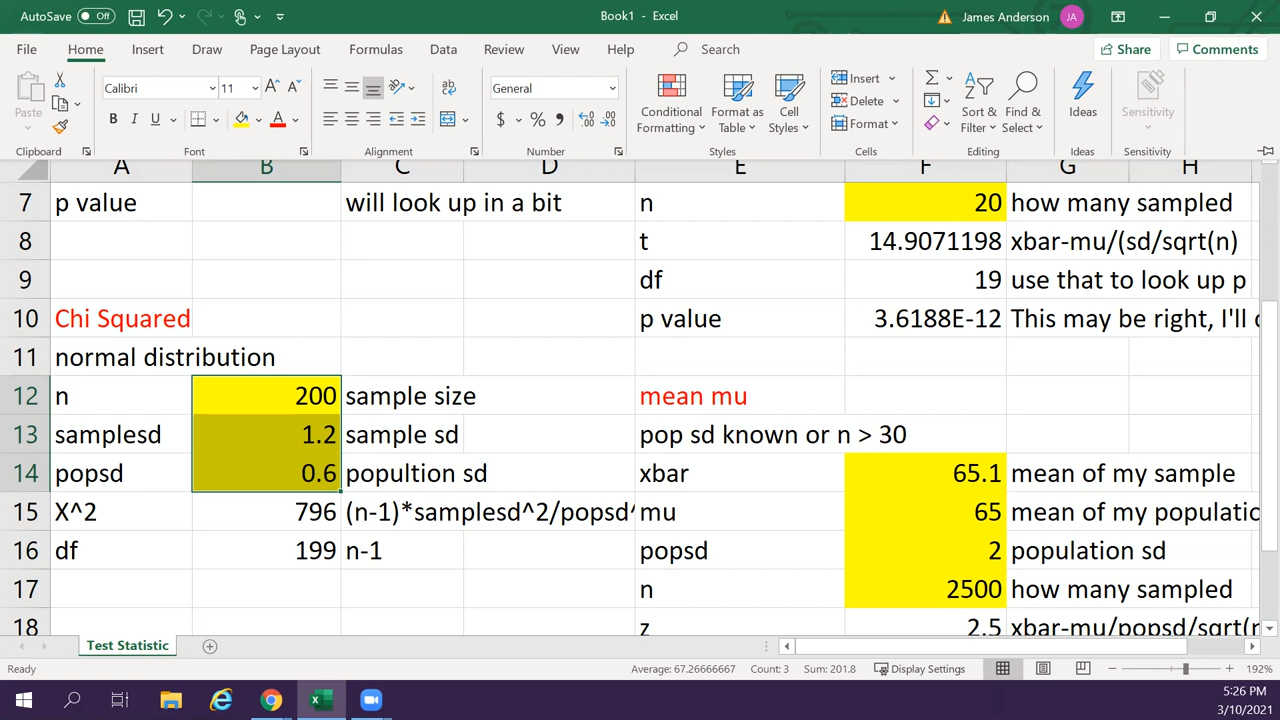 AutoSave Off
Book1 - Excel
James Anderson JA
File Home Insert Draw Page Layout Formulas Data Review View Help Search
Share Comments
Paste
Calibri 11
B I U
General
$ % ,
Conditional Formatting
Format as Table
Cell Styles
Insert
Delete
Format
Sort & Filter
Find & Select
Ideas
Sensitivity
Clipboard Font Alignment Number Styles Cells Editing Ideas Sensitivity
A B C D E F G H
7 p value will look up in a bit n 20 how many sampled
8 t 14.9071198 xbar-mu/(sd/sqrt(n)
9 df 19 use that to look up p
10 Chi Squared p value 3.6188E-12 This may be right, I'll
11 normal distribution
12 n 200 sample size mean mu
13 samplesd 1.2 sample sd pop sd known or n > 30
14 popsd 0.6 popultion sd xbar 65.1 mean of my sample
15 X^2 796 (n-1)*samplesd^2/popsd^ mu 65 mean of my populatio
16 df 199 n-1 popsd 2 population sd
17 n 2500 how many sampled
18 z 2.5 xbar-mu/popsd/sqrt(n
Test Statistic
Ready Average: 67.26666667 Count: 3 Sum: 201.8 Display Settings 192%
5:26 PM
3/10/2021